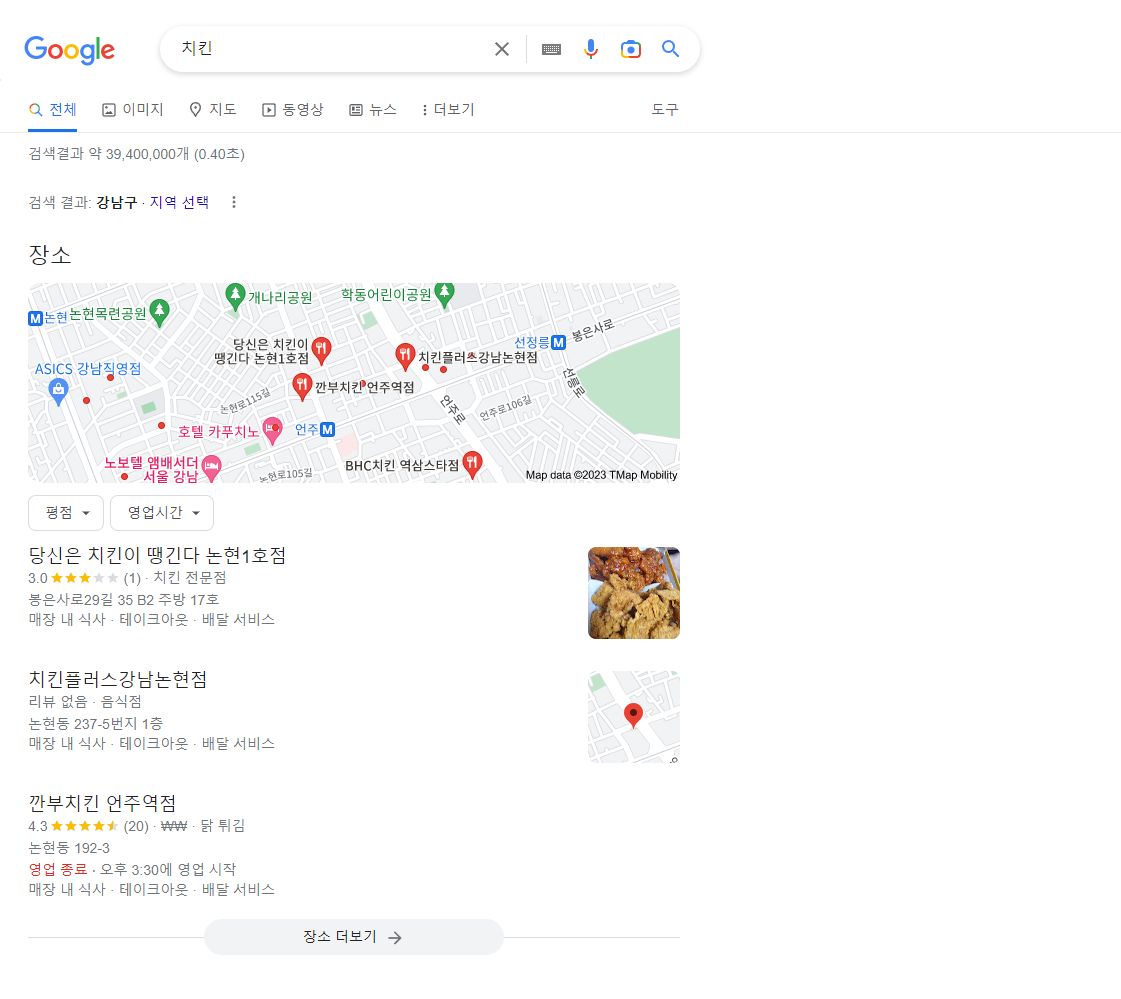 Google
치킨
전체 이미지 지도 동영상 뉴스 더보기 도구
검색결과 약 39,400,000개 (0.40초)
검색 결과: 강남구 · 지역 선택
장소
개나리공원
학동어린이공원
논현 논현목련공원
당신은 치킨이
땡긴다 논현1호점
선정릉
봉은사로
치킨플러스강남논현점
ASICS 강남직영점
선릉로
깐부치킨 언주역점
논현로115길
언주로
언주로106길
호텔 카푸치노
언주
노보텔 앰배서더
서울 강남
BHC치킨 역삼스타점
논현로105길
Map data ©2023 TMap Mobility
평점 영업시간
당신은 치킨이 땡긴다 논현1호점
3.0 (1) · 치킨 전문점
봉은사로29길 35 B2 주방 17호
매장 내 식사 · 테이크아웃 · 배달 서비스
치킨플러스강남논현점
리뷰 없음 · 음식점
논현동 237-5번지 1층
매장 내 식사 · 테이크아웃 · 배달 서비스
깐부치킨 언주역점
4.3 (20) · ₩₩ · 닭 튀김
논현동 192-3
영업 종료 · 오후 3:30에 영업 시작
매장 내 식사 · 테이크아웃 · 배달 서비스
장소 더보기